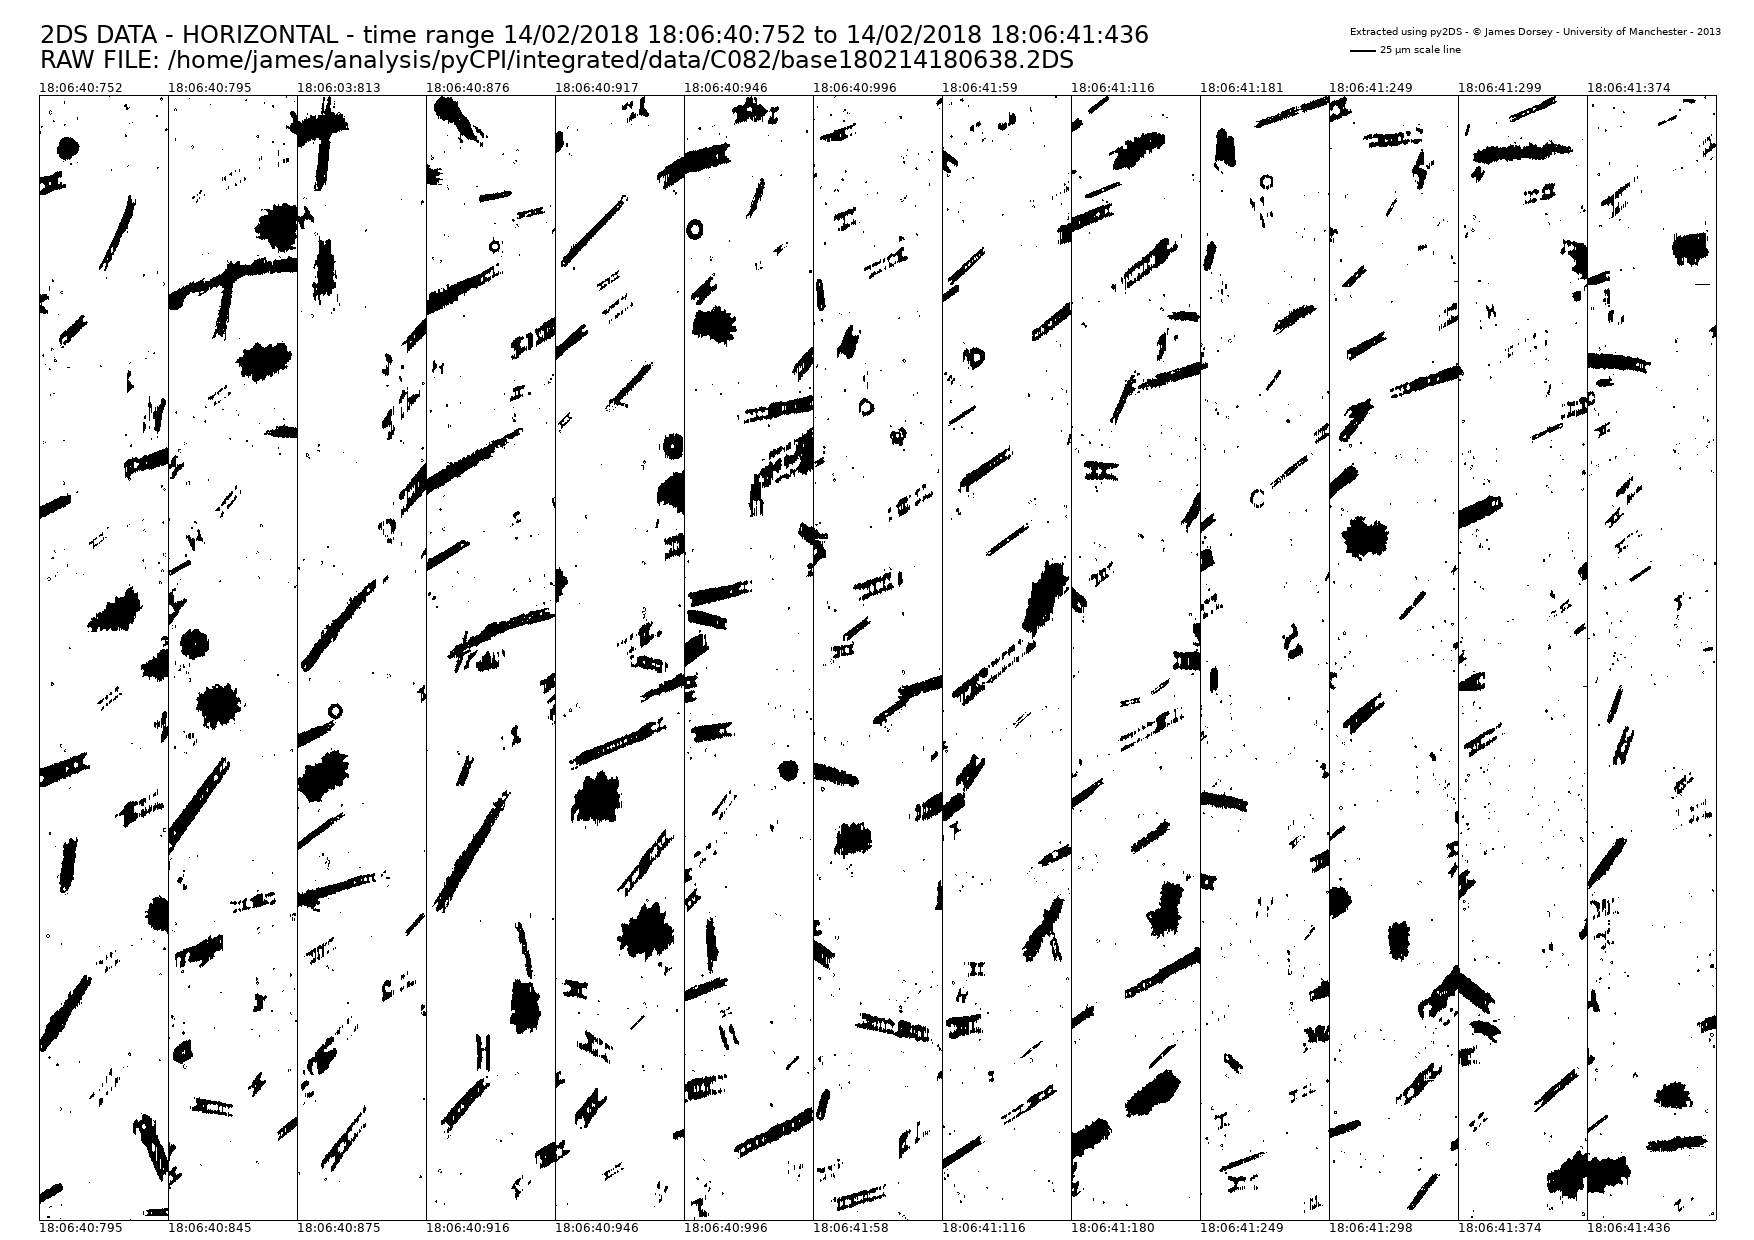 2DS DATA - HORIZONTAL - time range 14/02/2018 18:06:40:752 to 14/02/2018 18:06:41:436
RAW FILE: /home/james/analysis/pyCPI/integrated/data/C082/base180214180638.2DS
Extracted using py2DS - © James Dorsey - University of Manchester - 2013
25 μm scale line
18:06:40:752 18:06:40:795 18:06:03:813 18:06:40:876 18:06:40:917 18:06:40:946 18:06:40:996 18:06:41:59 18:06:41:116 18:06:41:181 18:06:41:249 18:06:41:299 18:06:41:374
18:06:40:795 18:06:40:845 18:06:03:875 18:06:40:916 18:06:40:946 18:06:40:996 18:06:41:58 18:06:41:116 18:06:41:180 18:06:41:249 18:06:41:298 18:06:41:374 18:06:41:436